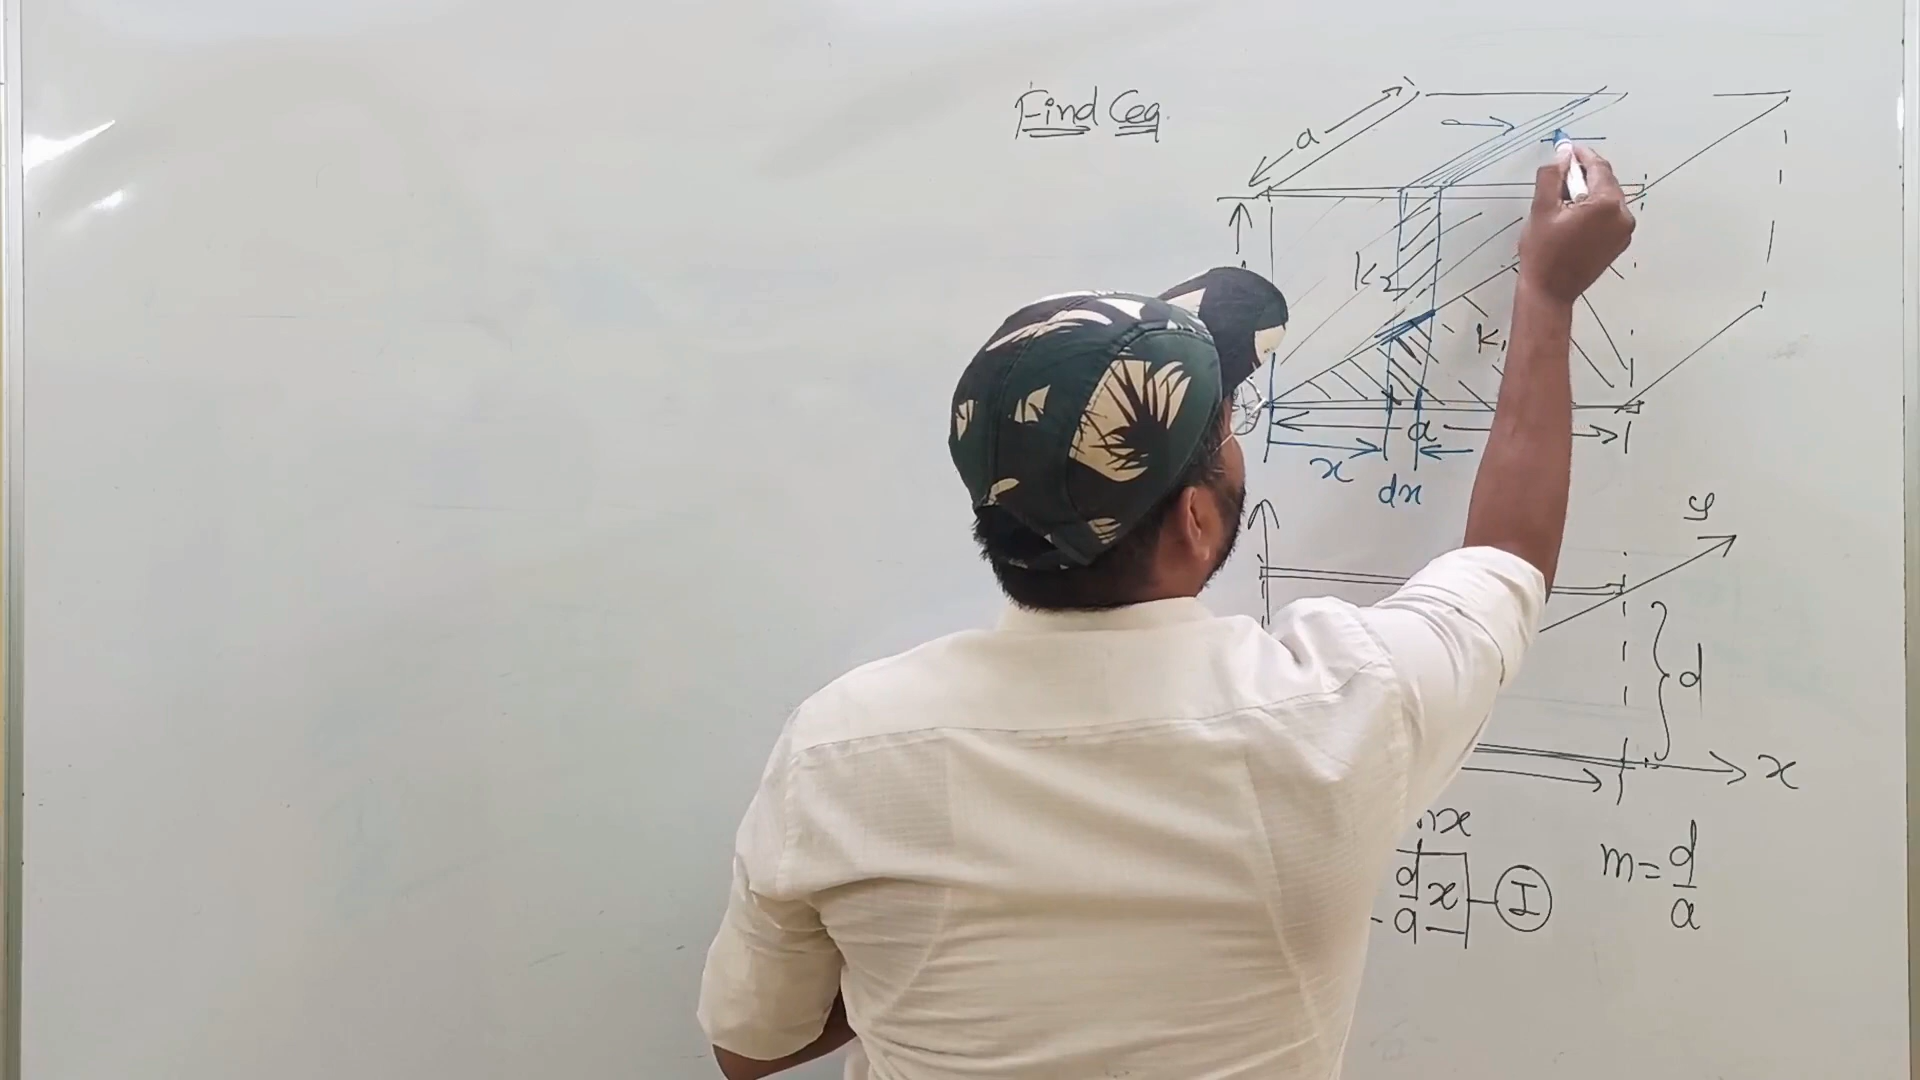 Find Ceq.
a
K2
K1
a
x
dx
y
d
x
x
m = d/a
d/a x - I